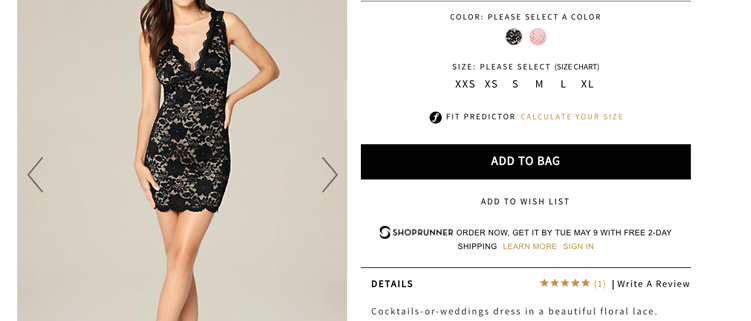 COLOR: PLEASE SELECT A COLOR
SIZE: PLEASE SELECT (SIZE CHART)
XXS XS S M L XL
FIT PREDICTOR CALCULATE YOUR SIZE
ADD TO BAG
ADD TO WISH LIST
SHOPRUNNER ORDER NOW, GET IT BY TUE MAY 9 WITH FREE 2-DAY
SHIPPING LEARN MORE SIGN IN
DETAILS (1) | Write A Review
Cocktails-or-weddings dress in a beautiful floral lace.